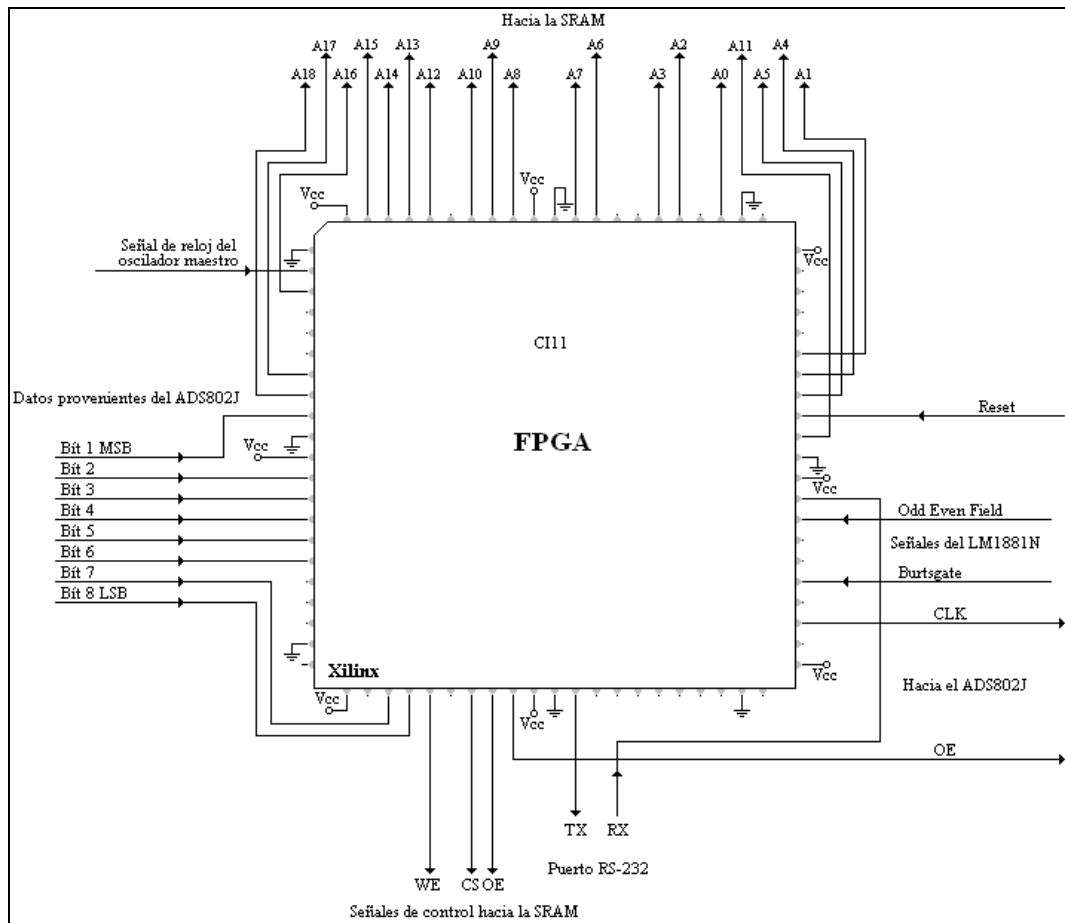 Hacia la SRAM
A17 A15 A13 A9 A6 A2 A11 A4
A18 A16 A14 A12 A10 A8 A7 A3 A0 A5 A1
Vcc
Vcc
Señal de reloj del
oscilador maestro
Vcc
CI11
Datos provenientes del ADS802J
Reset
FPGA
Bít 1 MSB
Vcc
Bít 2
Vcc
Bít 3
Bít 4
Odd Even Field
Bít 5
Señales del LM1881N
Bít 6
Bít 7
Burtsgate
Bít 8 LSB
CLK
Xilinx
Vcc
Hacia el ADS802J
Vcc
Vcc
OE
TX RX
Puerto RS-232
WE CS OE
Señales de control hacia la SRAM